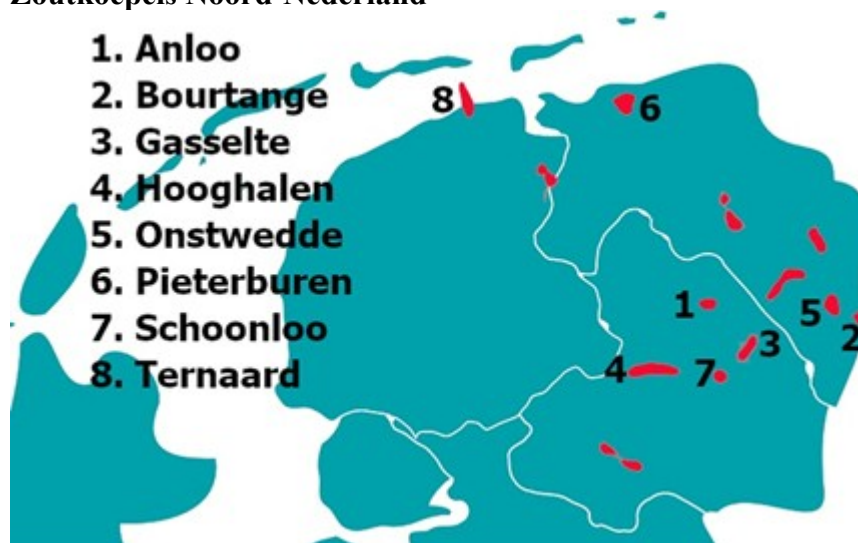 Zoutkoepels Noord-Nederland
1. Anloo
2. Bourtange
3. Gasselte
4. Hooghalen
5. Onstwedde
6. Pieterburen
7. Schoonloo
8. Ternaard
8
6
1
5
2
3
4
7